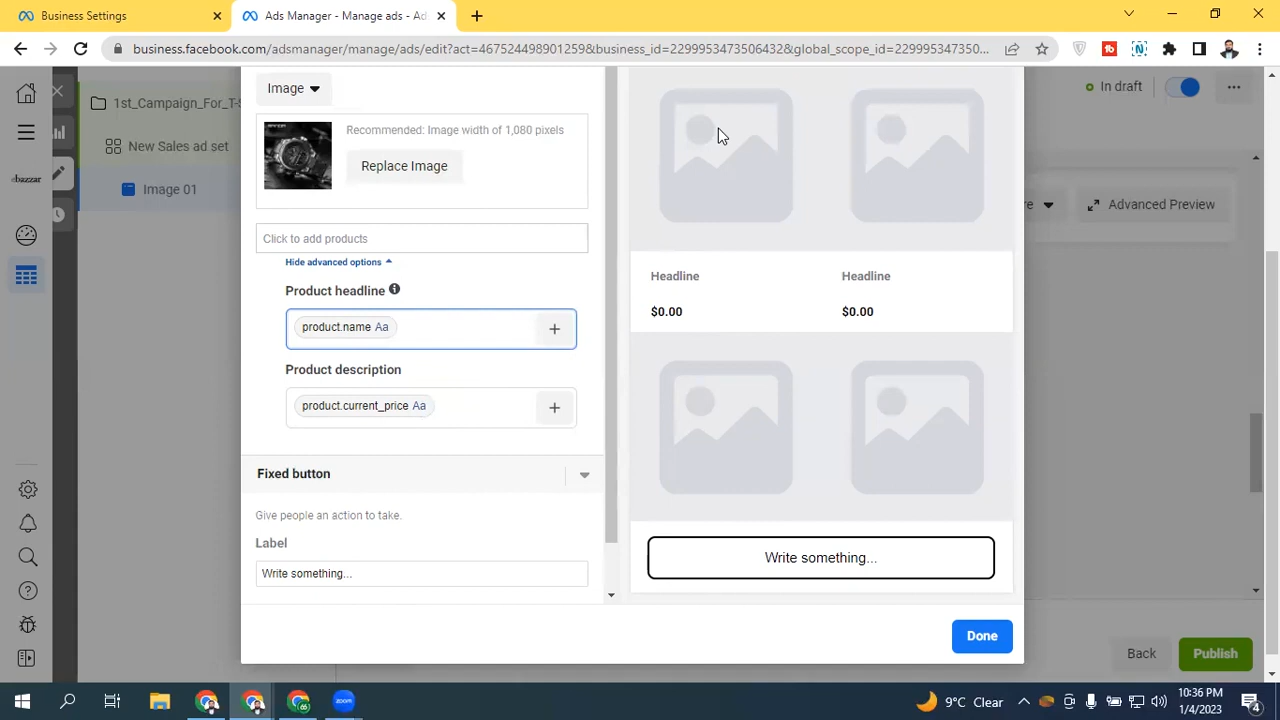 Business Settings
Ads Manager - Manage ads - Ad
business.facebook.com/adsmanager/manage/ads/edit?act=467524498901259&business_id=2299953473526432&global_scope_id=229995347350...
Image
In draft
1st_Campaign_For_T-S
Recommended: Image width of 1,080 pixels
New Sales ad set
Replace Image
Image 01
ebazzar
re
Advanced Preview
Click to add products
Hide advanced options
Product headline
Headline
Headline
$0.00
$0.00
product.name Aa
Product description
product.current_price Aa
Fixed button
Give people an action to take.
Label
Write something...
Write something...
Done
Back
Publish
9°C Clear
10:36 PM
1/4/2023
4